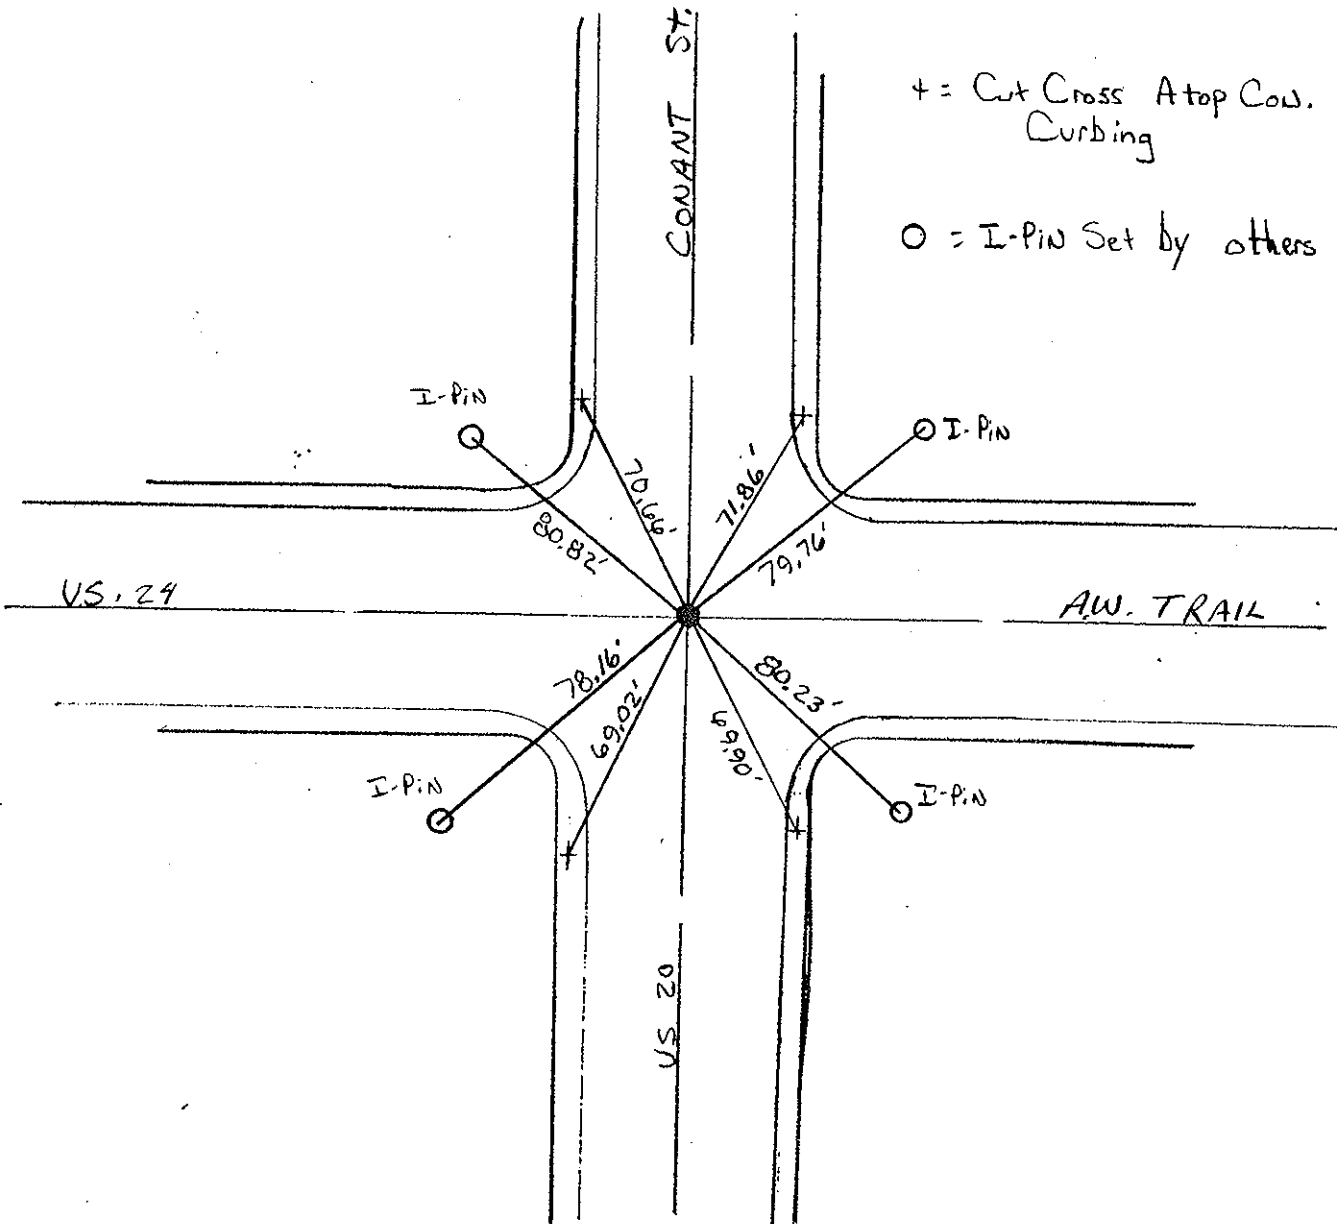 CONANT ST.
+ = Cut Cross Atop Con.
Curbing
O = I-Pin Set by others
I-Pin
I-Pin
70.66'
71.86'
80.82'
79.76'
U.S. 24
A.W. TRAIL
78.16'
80.23'
69.02'
69.90'
I-Pin
I-Pin
US 20